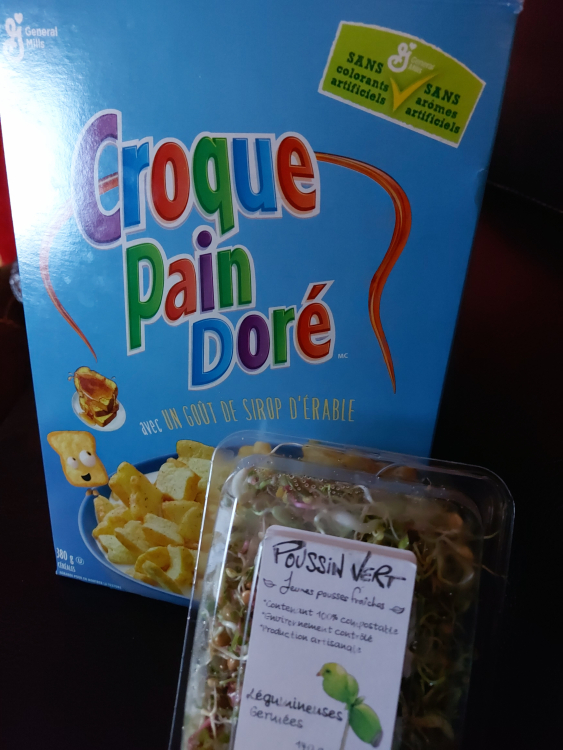 General
Mills
SANS
colorants
artificiels
SANS
arômes
artificiels
Croque
Pain
Doré
MC
avec UN GOÛT DE SIROP D'ÉRABLE
380 g
CÉRÉALES
POUSSIN VERT
Jeunes pousses fraîches
Contenant 100% compostable
Environnement contrôlé
Production artisanale
Légumineuses
Germées